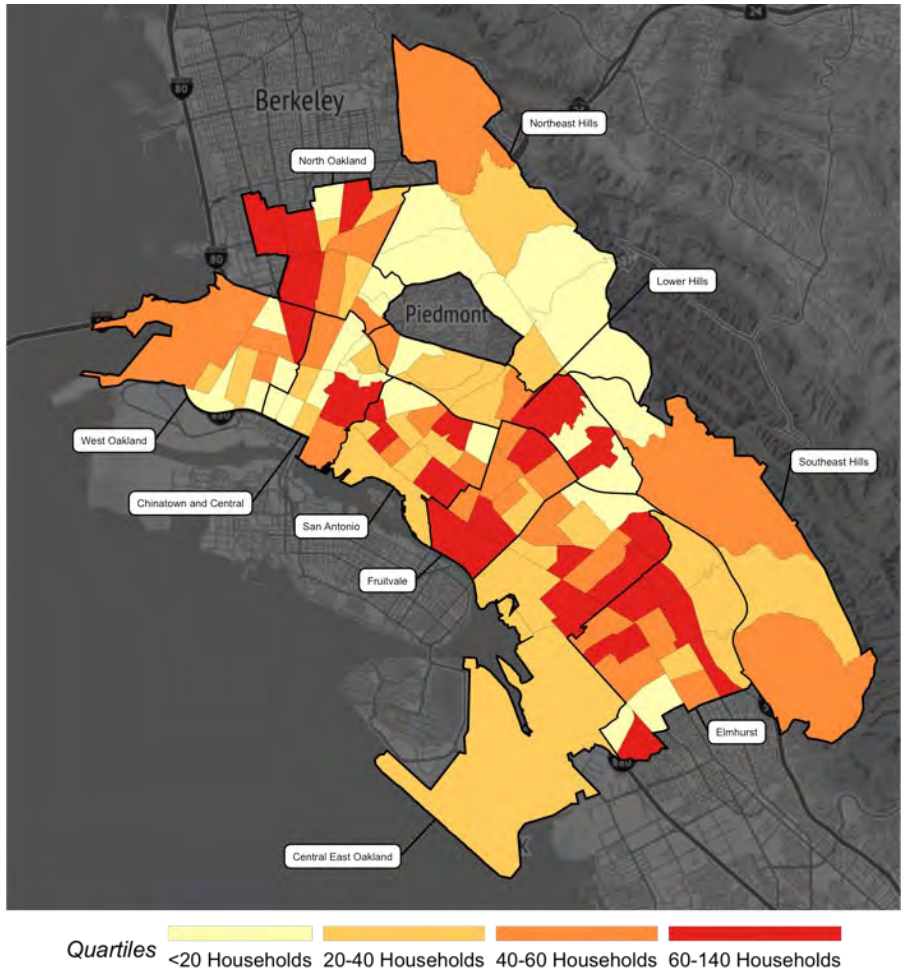 24
80
Berkeley
Northeast Hills
North Oakland
80
Lower Hills
Piedmont
West Oakland
Southeast Hills
Chinatown and Central
San Antonio
Fruitvale
Elmhurst
Central East Oakland
Quartiles
<20 Households 20-40 Households 40-60 Households 60-140 Households